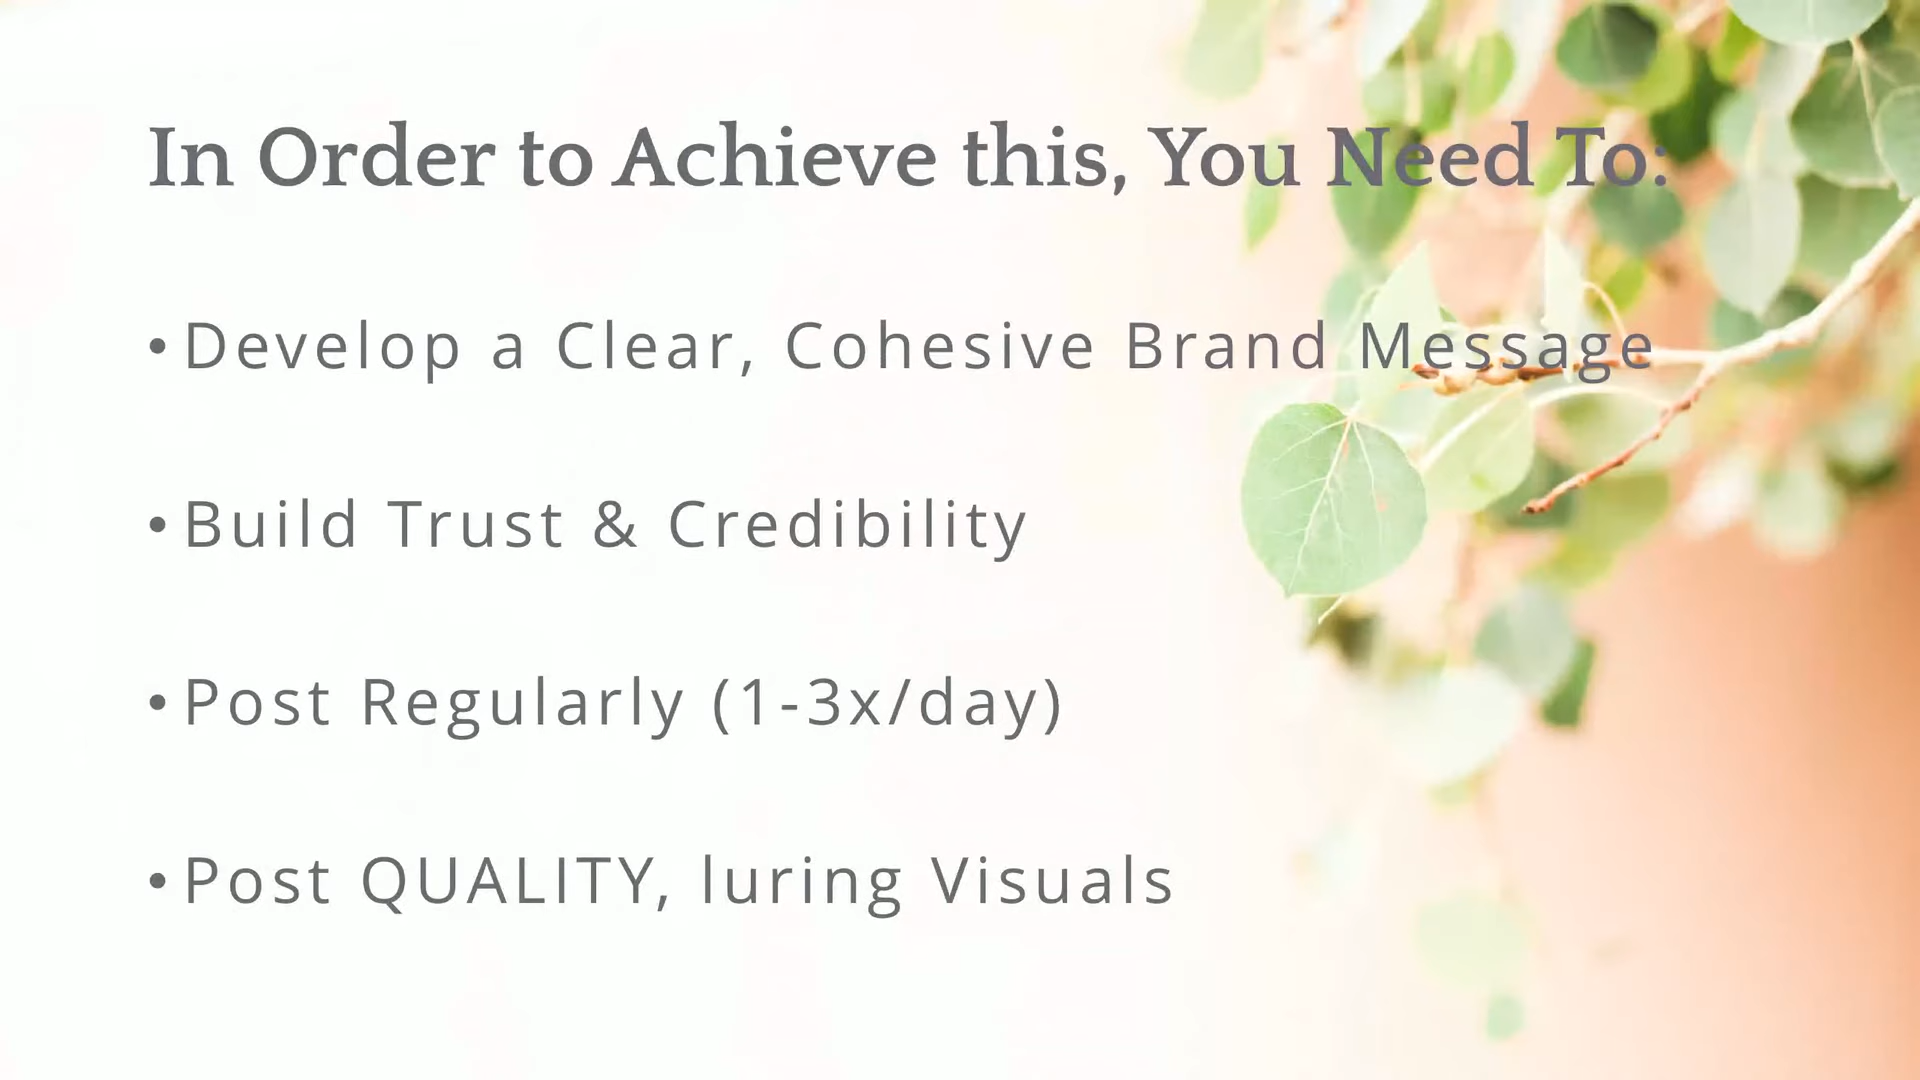 In Order to Achieve this, You Need To:
• Develop a Clear, Cohesive Brand Message
• Build Trust & Credibility
• Post Regularly (1-3x/day)
• Post QUALITY, luring Visuals